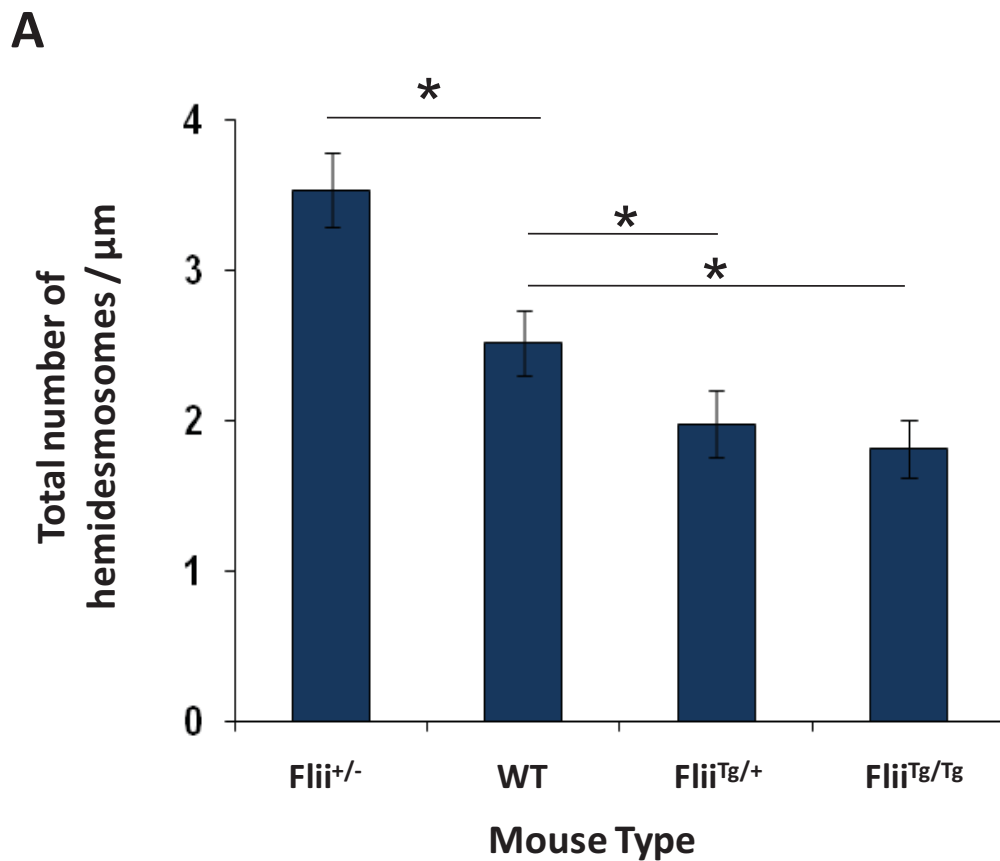 A
*
*
*
4
3
2
1
0
Total number of
hemidesmosomes / μm
Flii+/-
WT
FliiTg/+
FliiTg/Tg
Mouse Type